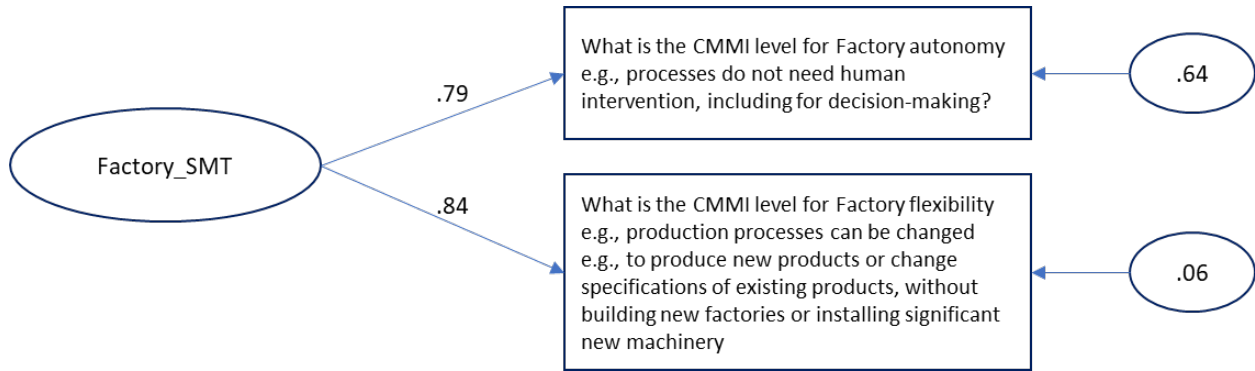 What is the CMMI level for Factory autonomy
e.g., processes do not need human
intervention, including for decision-making?
.64
.79
Factory_SMT
.84
What is the CMMI level for Factory flexibility
e.g., production processes can be changed
e.g., to produce new products or change
specifications of existing products, without
building new factories or installing significant
new machinery
.06